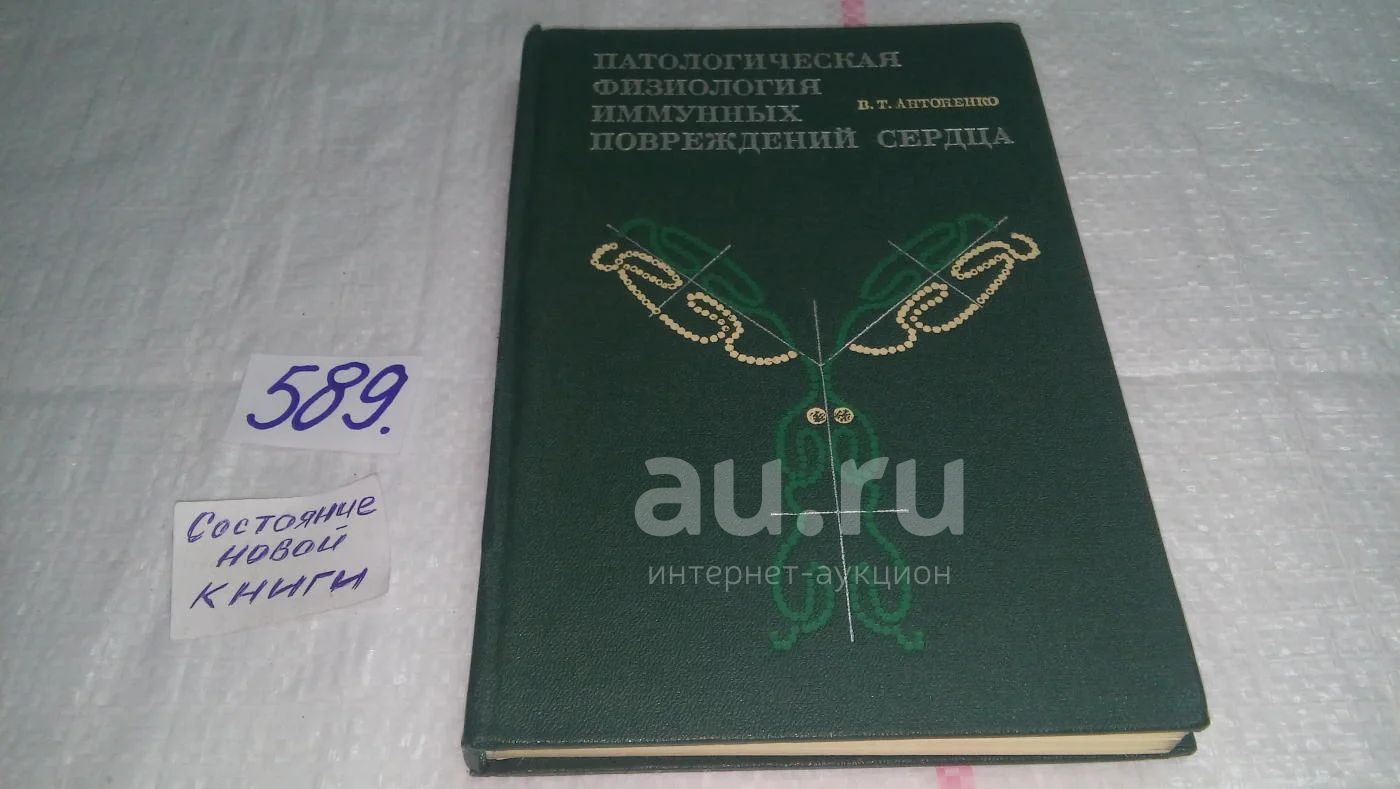 ПАТОЛОГИЧЕСКАЯ
ФИЗИОЛОГИЯ
ИММУННЫХ
ПОВРЕЖДЕНИЙ СЕРДЦА
В. Т. АНТОНЕНКО
589.
Состояние
новой
книги
au.ru
интернет-аукцион